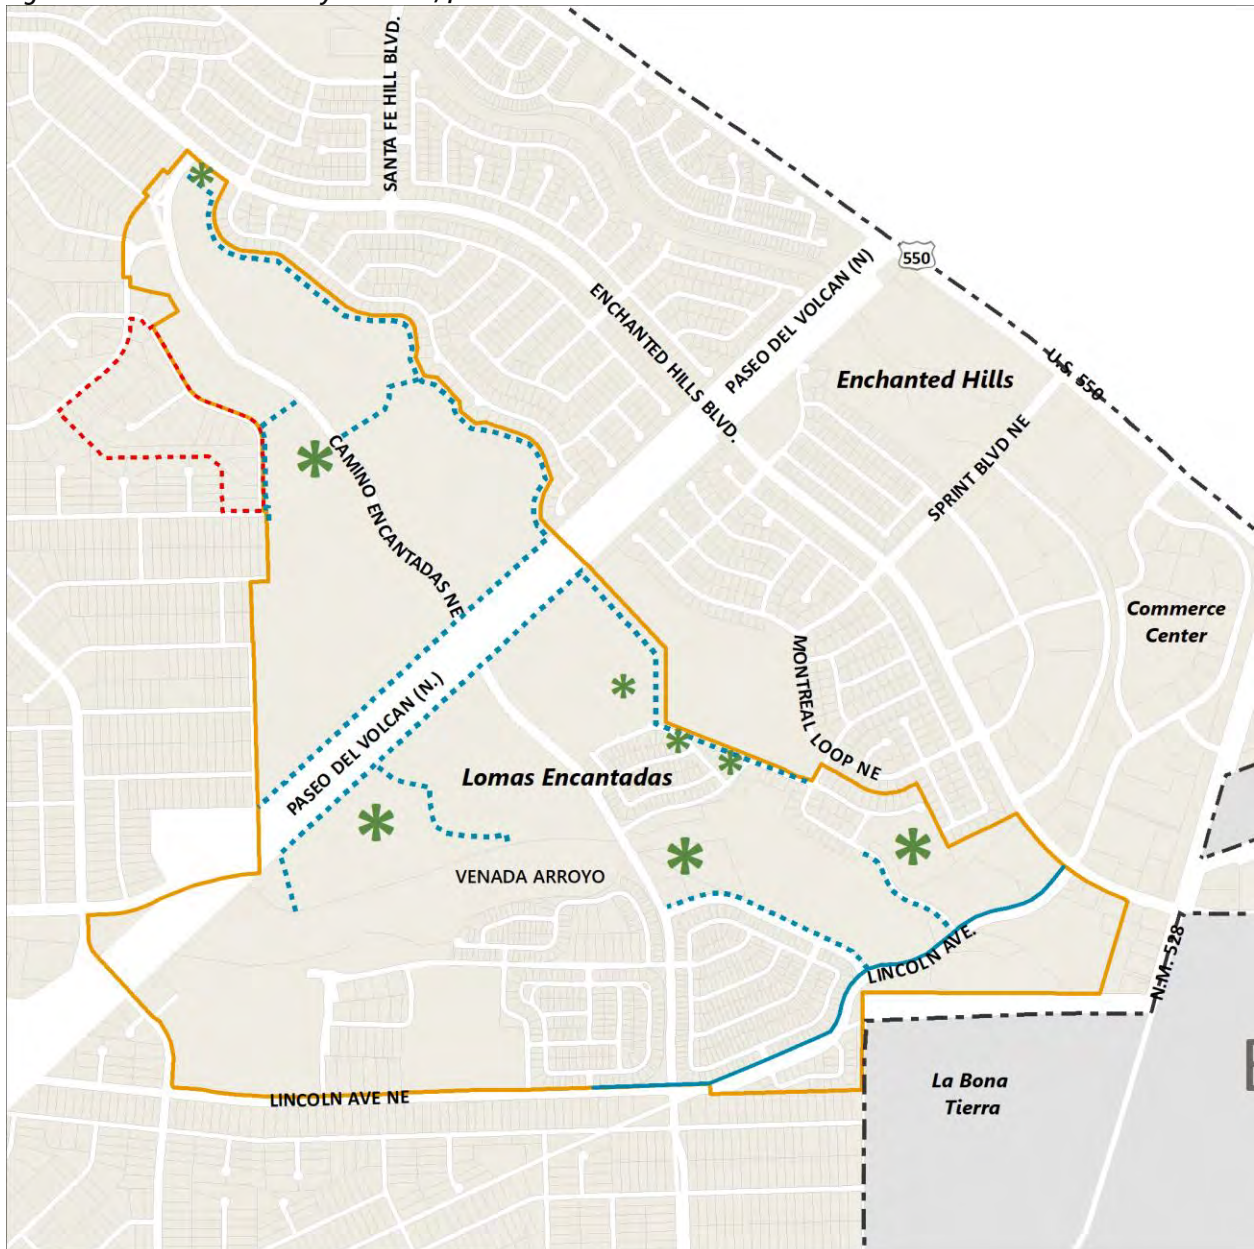 SANTA FE HILL BLVD.
550
PASEO DEL VOLCAN (N)
ENCHANTED HILLS BLVD.
U.S. 550
Enchanted Hills
SPRINT BLVD NE
CAMINO ENCANTADAS NE
Commerce
Center
MONTREAL LOOP NE
PASEO DEL VOLCAN (N.)
Lomas Encantadas
VENADA ARROYO
LINCOLN AVE.
N.M. 528
La Bona
Tierra
LINCOLN AVE NE